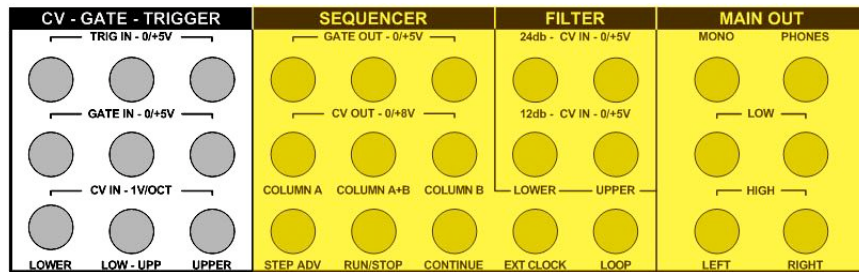 CV - GATE - TRIGGER SEQUENCER FILTER MAIN OUT
TRIG IN - 0/+5V GATE OUT - 0/+5V 24db - CV IN - 0/+5V MONO PHONES
GATE IN - 0/+5V CV OUT - 0/+8V 12db - CV IN - 0/+5V LOW
CV IN - 1V/OCT COLUMN A COLUMN A+B COLUMN B LOWER UPPER HIGH
LOWER LOW - UPP UPPER STEP ADV RUN/STOP CONTINUE EXT CLOCK LOOP LEFT RIGHT